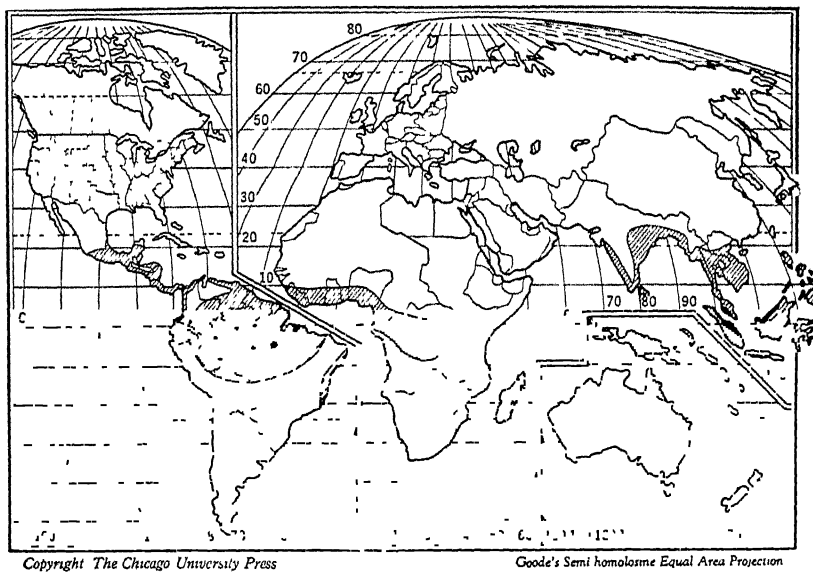 80
70
60
50
40
30
20
10
70 80 90
Copyright The Chicago University Press
Goode's Semi homolosme Equal Area Projection